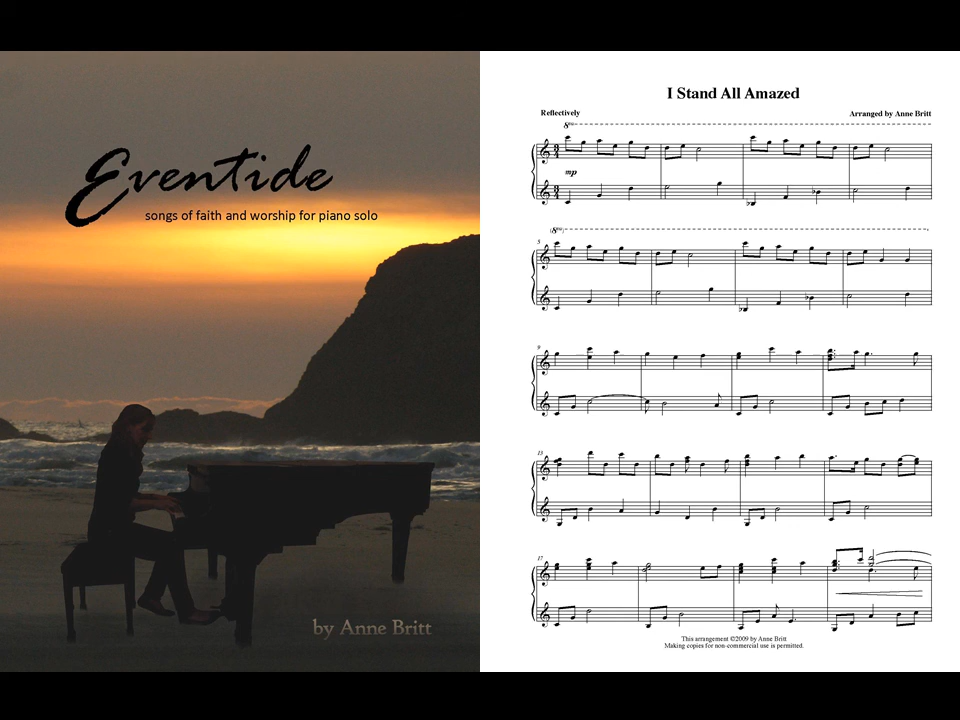 Eventide
songs of faith and worship for piano solo
by Anne Britt
I Stand All Amazed
Reflectively
Arranged by Anne Britt
8va
mp
(8va)
5
9
13
17
This arrangement ©2009 by Anne Britt
Making copies for non-commercial use is permitted.